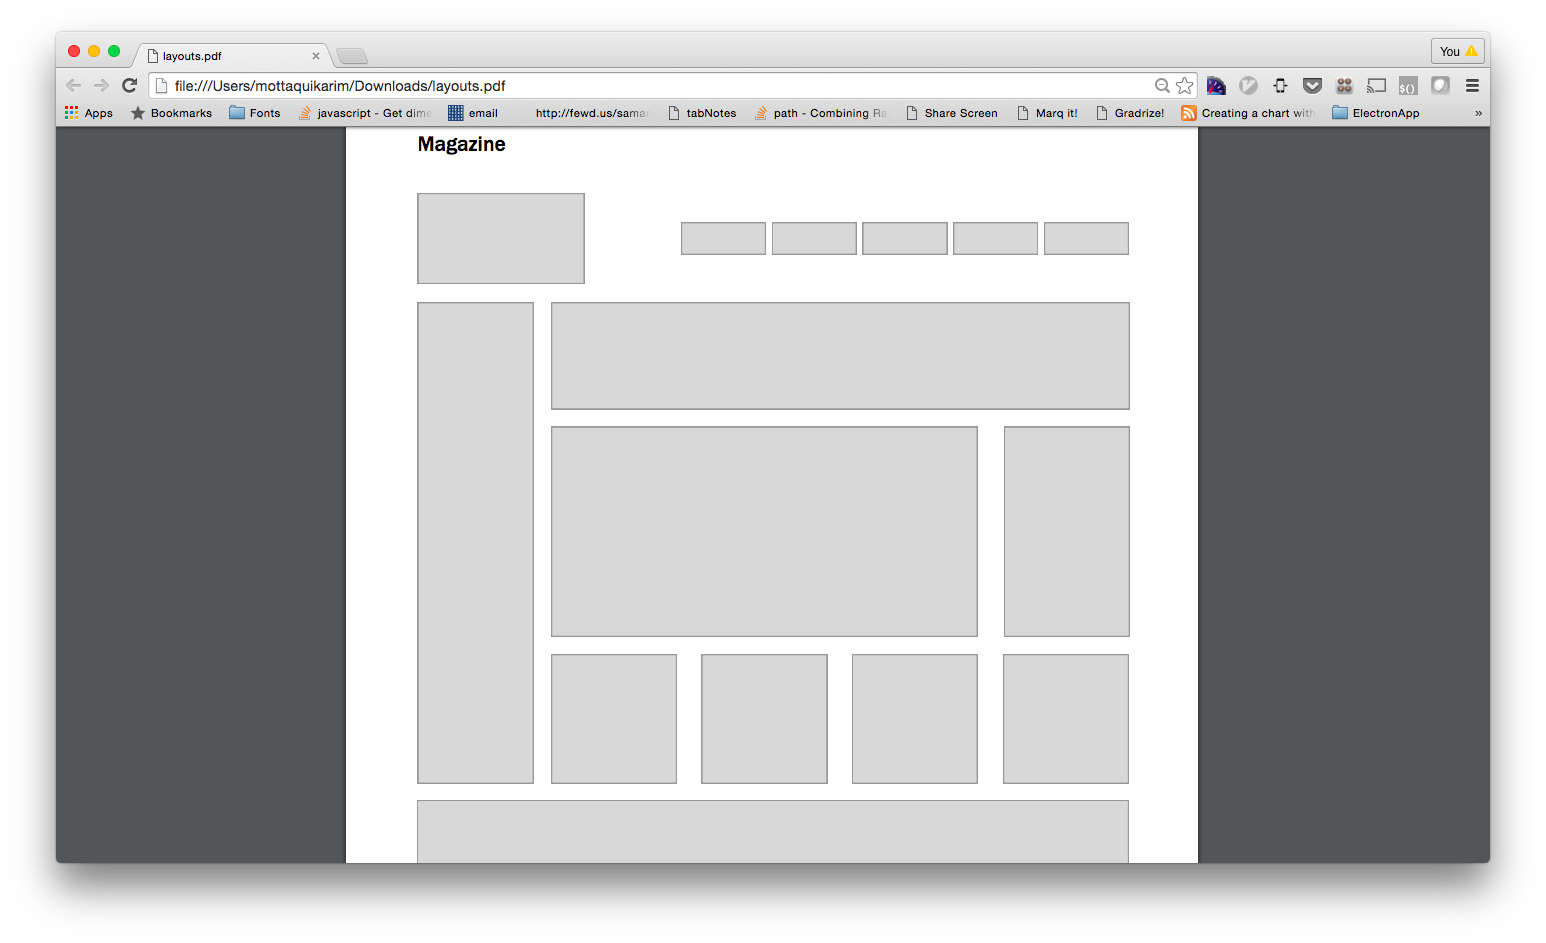 layouts.pdf
You
file:///Users/mottaquikarim/Downloads/layouts.pdf
$()
Apps Bookmarks Fonts javascript - Get dime email http://fewd.us/samar tabNotes path - Combining Ra Share Screen Marq it! Gradrize! Creating a chart with ElectronApp »
Magazine